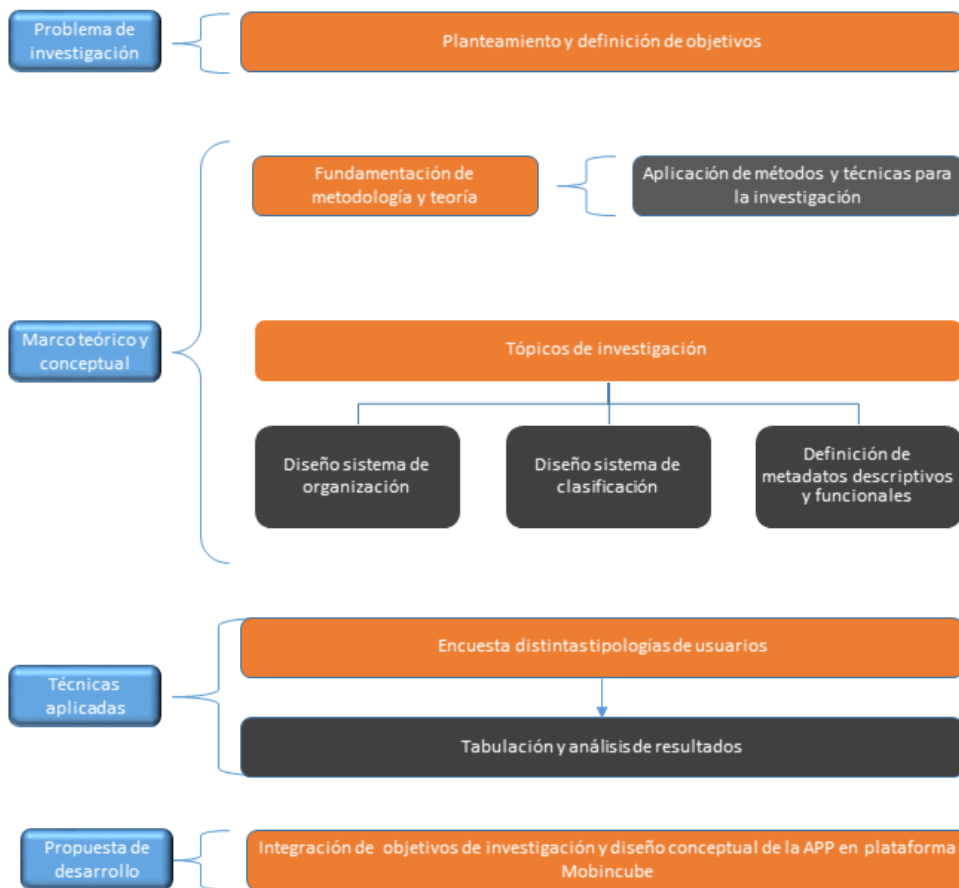 Problema de
investigación
Planteamiento y definición de objetivos
Fundamentación de
metodología y teoría
Aplicación de métodos y técnicas para
la investigación
Marco teórico y
conceptual
Tópicos de investigación
Diseño sistema de
organización
Diseño sistema de
clasificación
Definición de
metadatos descriptivos
y funcionales
Técnicas
aplicadas
Encuesta distintas tipologías de usuarios
Tabulación y análisis de resultados
Propuesta de
desarrollo
Integración de objetivos de investigación y diseño conceptual de la APP en plataforma
Mobincube